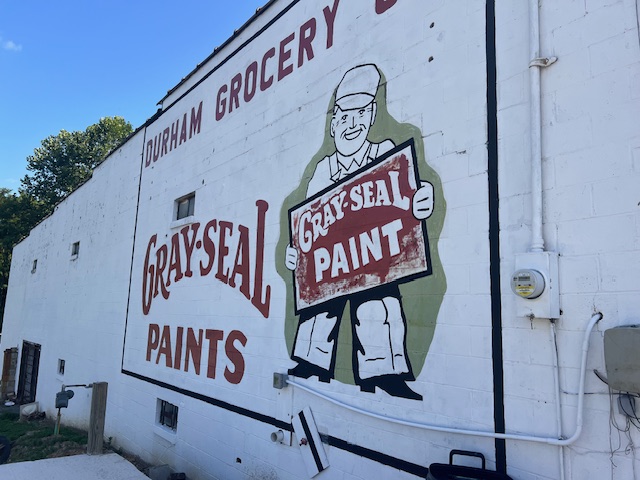 DURHAM GROCERY
GRAY-SEAL
PAINTS
GRAY-SEAL
PAINT